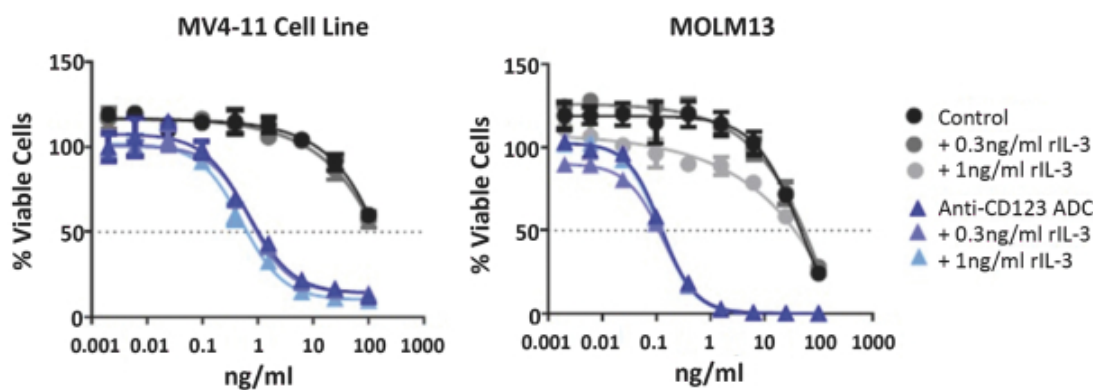 MV4-11 Cell Line
% Viable Cells
150
100
50
0
0.001 0.01 0.1 1 10 100 1000
ng/ml
MOLM13
% Viable Cells
150
100
50
0
0.001 0.01 0.1 1 10 100 1000
ng/ml
Control
+ 0.3ng/ml rIL-3
+ 1ng/ml rIL-3
Anti-CD123 ADC
+ 0.3ng/ml rIL-3
+ 1ng/ml rIL-3